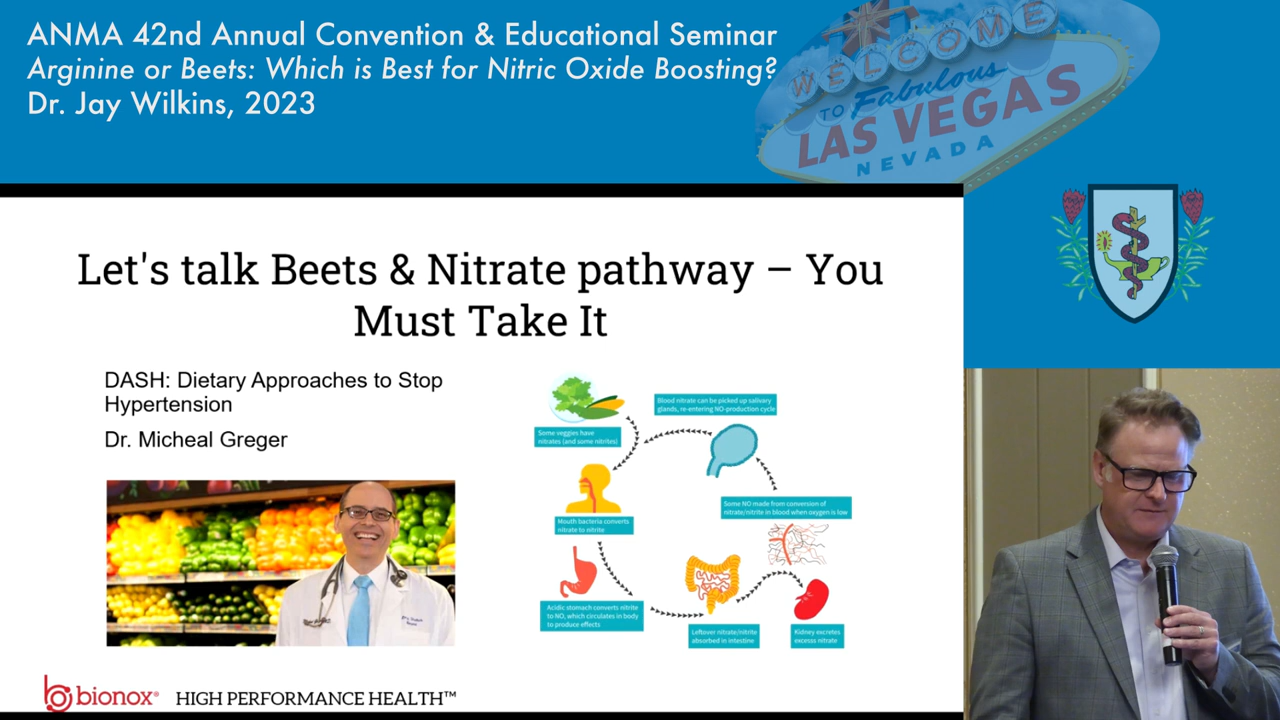 ANMA 42nd Annual Convention & Educational Seminar
Arginine or Beets: Which is Best for Nitric Oxide Boosting?
Dr. Jay Wilkins, 2023
WELCOME
TO Fabulous
LAS VEGAS
NEVADA
Let's talk Beets & Nitrate pathway – You
Must Take It
DASH: Dietary Approaches to Stop
Hypertension
Dr. Micheal Greger
Some veggies have
nitrates (and some nitrites)
Blood nitrate can be picked up salivary
glands, re-entering NO-production cycle
Mouth bacteria converts
nitrate to nitrite
Some NO made from conversion of
nitrate/nitrite in blood when oxygen is low
Acidic stomach converts nitrite
to NO, which circulates in body
to produce effects
Leftover nitrate/nitrite
absorbed in intestine
Kidney excretes
excess nitrate
bionox® HIGH PERFORMANCE HEALTH™